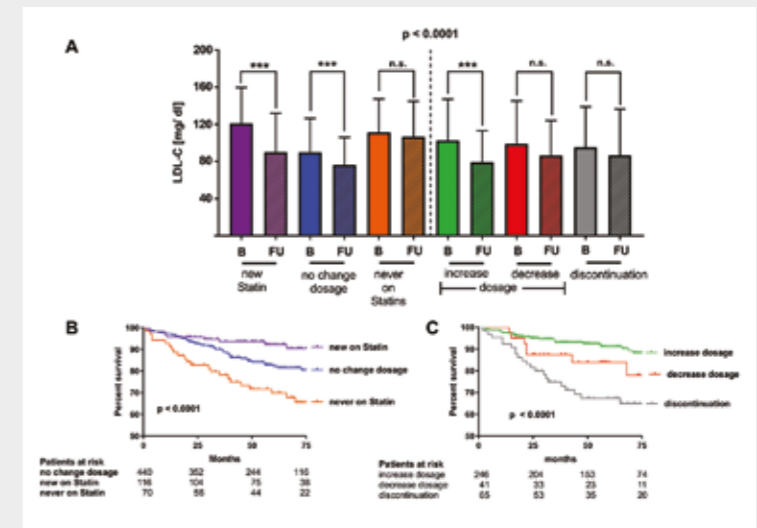 A
p < 0.0001
LDL-C [mg/ dl]
200
160
120
80
40
*** *** n.s. *** n.s. n.s.
B FU B FU B FU B FU B FU B FU
new Statin
no change dosage
never on Statins
increase
decrease
dosage
discontinuation
B
Percent survival
100
90
80
70
60
50
0 25 50 75
Months
p < 0.0001
new on Statin
no change dosage
never on Statin
Patients at risk
no change dosage 440 352 244 116
new on Statin 116 104 75 38
never on Statin 70 55 44 22
C
Percent survival
100
90
80
70
60
50
0 25 50 75
months
p < 0.0001
increase dosage
decrease dosage
discontinuation
Patients at risk
increase dosage 246 204 153 74
decrease dosage 41 33 23 11
discontinuation 65 53 35 20